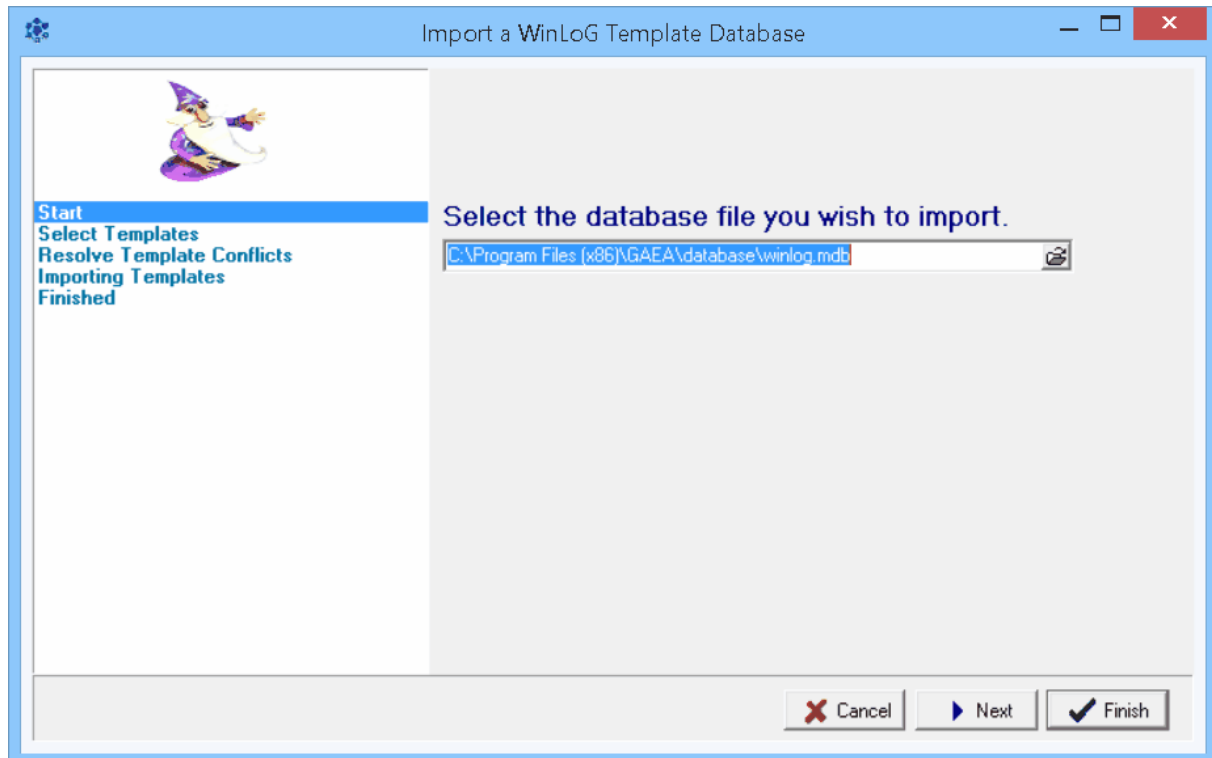 Import a WinLoG Template Database
Start
Select Templates
Resolve Template Conflicts
Importing Templates
Finished
Select the database file you wish to import.
C:\Program Files (x86)\GAEA\database\winlog.mdb
Cancel
Next
Finish